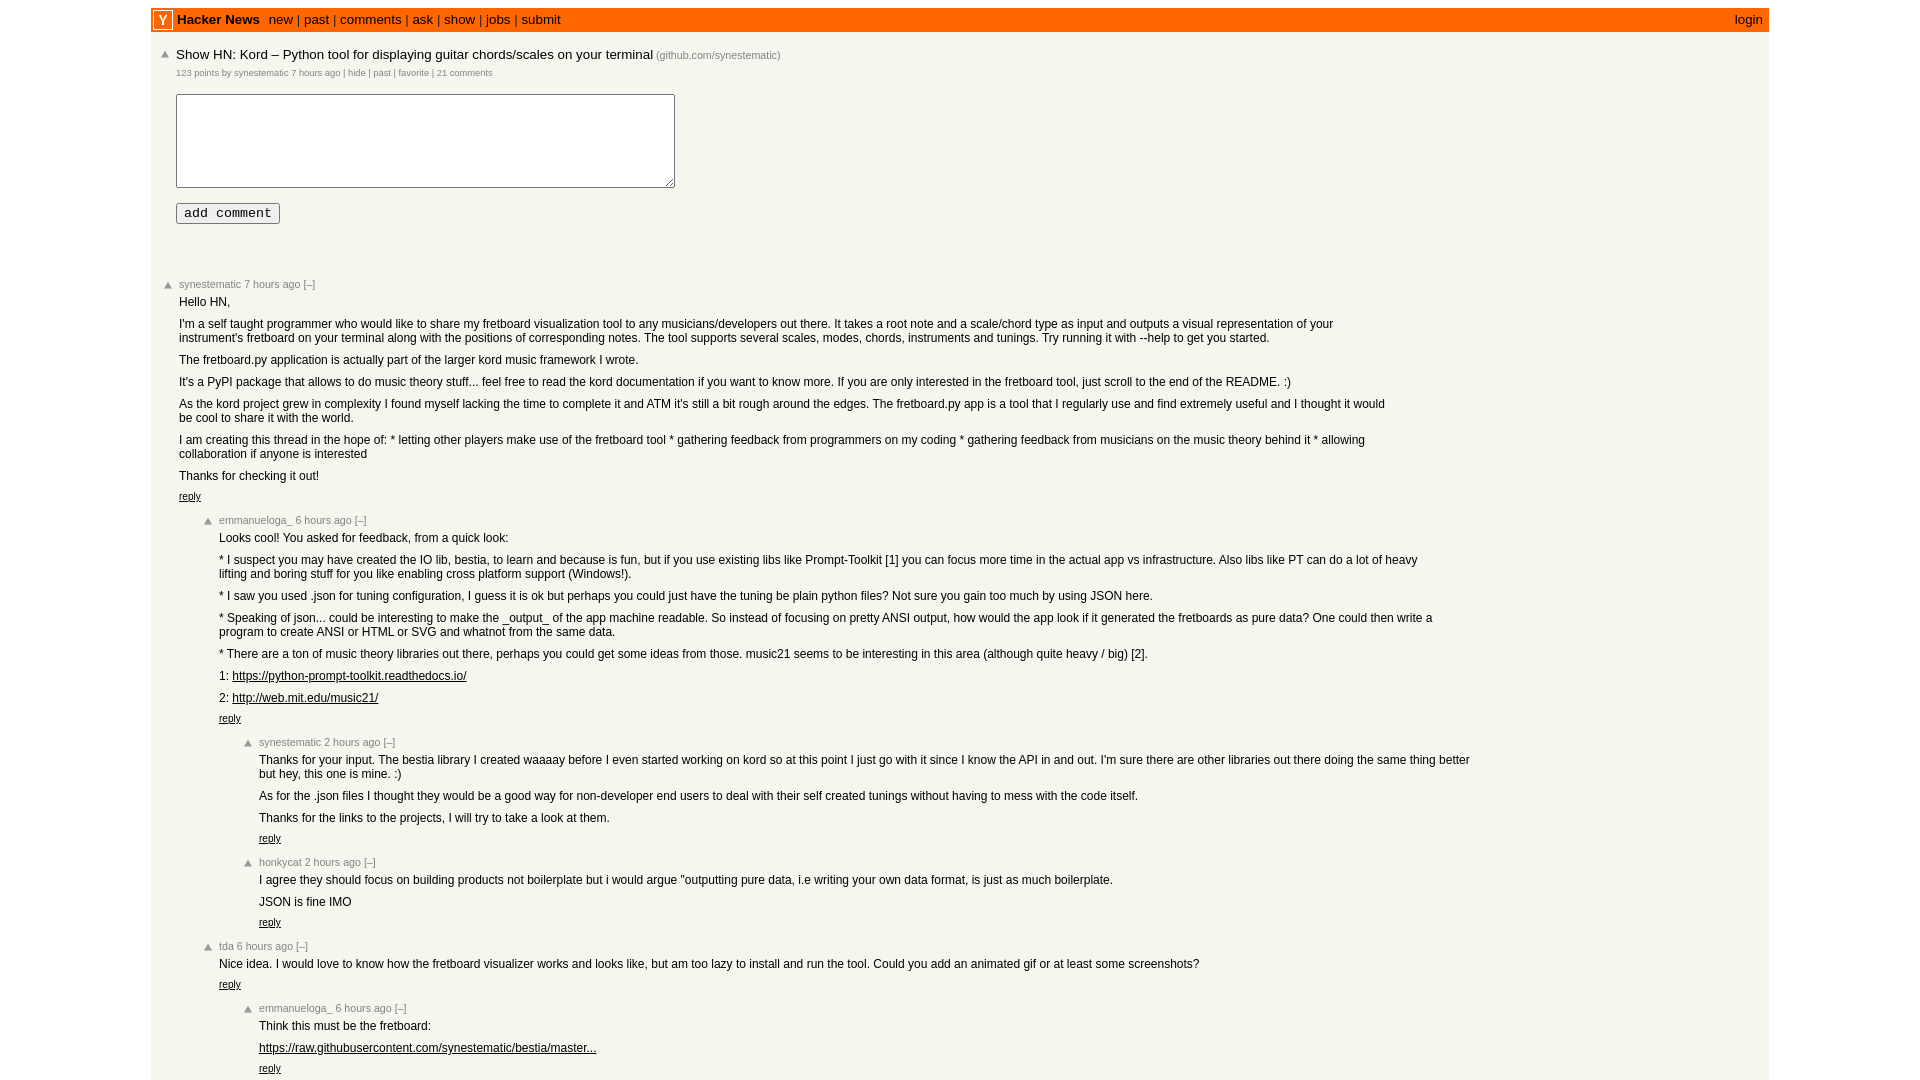 Y Hacker News new | past | comments | ask | show | jobs | submit login
Show HN: Kord – Python tool for displaying guitar chords/scales on your terminal (github.com/synestematic)
123 points by synestematic 7 hours ago | hide | past | favorite | 21 comments
add comment
synestematic 7 hours ago [–]
Hello HN,
I'm a self taught programmer who would like to share my fretboard visualization tool to any musicians/developers out there. It takes a root note and a scale/chord type as input and outputs a visual representation of your
instrument's fretboard on your terminal along with the positions of corresponding notes. The tool supports several scales, modes, chords, instruments and tunings. Try running it with --help to get you started.
The fretboard.py application is actually part of the larger kord music framework I wrote.
It's a PyPI package that allows to do music theory stuff... feel free to read the kord documentation if you want to know more. If you are only interested in the fretboard tool, just scroll to the end of the README. :)
As the kord project grew in complexity I found myself lacking the time to complete it and ATM it's still a bit rough around the edges. The fretboard.py app is a tool that I regularly use and find extremely useful and I thought it would
be cool to share it with the world.
I am creating this thread in the hope of: * letting other players make use of the fretboard tool * gathering feedback from programmers on my coding * gathering feedback from musicians on the music theory behind it * allowing
collaboration if anyone is interested
Thanks for checking it out!
reply
emmanueloga_ 6 hours ago [–]
Looks cool! You asked for feedback, from a quick look:
* I suspect you may have created the IO lib, bestia, to learn and because is fun, but if you use existing libs like Prompt-Toolkit [1] you can focus more time in the actual app vs infrastructure. Also libs like PT can do a lot of heavy
lifting and boring stuff for you like enabling cross platform support (Windows!).
* I saw you used .json for tuning configuration, I guess it is ok but perhaps you could just have the tuning be plain python files? Not sure you gain too much by using JSON here.
* Speaking of json... could be interesting to make the _output_ of the app machine readable. So instead of focusing on pretty ANSI output, how would the app look if it generated the fretboards as pure data? One could then write a
program to create ANSI or HTML or SVG and whatnot from the same data.
* There are a ton of music theory libraries out there, perhaps you could get some ideas from those. music21 seems to be interesting in this area (although quite heavy / big) [2].
1: https://python-prompt-toolkit.readthedocs.io/
2: http://web.mit.edu/music21/
reply
synestematic 2 hours ago [–]
Thanks for your input. The bestia library I created waaaay before I even started working on kord so at this point I just go with it since I know the API in and out. I'm sure there are other libraries out there doing the same thing better
but hey, this one is mine. :)
As for the .json files I thought they would be a good way for non-developer end users to deal with their self created tunings without having to mess with the code itself.
Thanks for the links to the projects, I will try to take a look at them.
reply
honkycat 2 hours ago [–]
I agree they should focus on building products not boilerplate but i would argue "outputting pure data, i.e writing your own data format, is just as much boilerplate.
JSON is fine IMO
reply
tda 6 hours ago [–]
Nice idea. I would love to know how the fretboard visualizer works and looks like, but am too lazy to install and run the tool. Could you add an animated gif or at least some screenshots?
reply
emmanueloga_ 6 hours ago [–]
Think this must be the fretboard:
https://raw.githubusercontent.com/synestematic/bestia/master...
reply